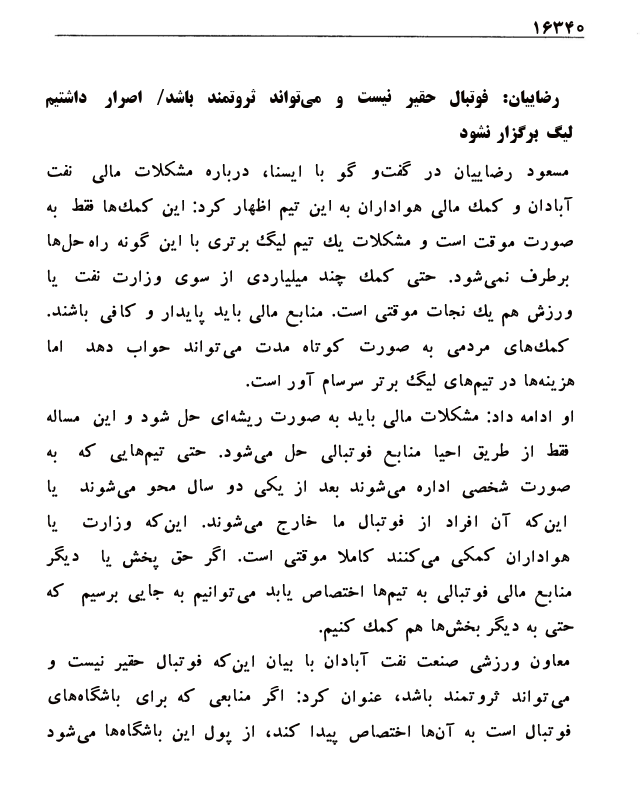 ۱۶۳۴۰
رضاییان: فوتبال حقیر نیست و می‌تواند ثروتمند باشد/ اصرار داشتیم
لیگ برگزار نشود
مسعود رضاییان در گفت‌و گو با ایسنا، درباره مشکلات مالی نفت
آبادان و کمک مالی هواداران به این تیم اظهار کرد: این کمک‌ها فقط به
صورت موقت است و مشکلات یك تیم لیگ برتری با این گونه راه‌حل‌ها
برطرف نمی‌شود. حتی کمك چند میلیاردی از سوی وزارت نفت یا
ورزش هم یك نجات موقتی است. منابع مالی باید پایدار و کافی باشند.
کمك‌های مردمی به صورت کوتاه مدت می‌تواند حواب دهد اما
هزینه‌ها در تیم‌های لیگ برتر سرسام آور است.
او ادامه داد: مشکلات مالی باید به صورت ریشه‌ای حل شود و این مساله
فقط از طریق احیا منابع فوتبالی حل می‌شود. حتی تیم‌هایی که به
صورت شخصی اداره می‌شوند بعد از یکی دو سال محو می‌شوند یا
این‌که آن افراد از فوتبال ما خارج می‌شوند. این‌که وزارت یا
هواداران کمکی می‌کنند کاملا موقتی است. اگر حق پخش یا دیگر
منابع مالی فوتبالی به تیم‌ها اختصاص یابد می‌توانیم به جایی برسیم که
حتی به دیگر بخش‌ها هم کمك کنیم.
معاون ورزشی صنعت نفت آبادان با بیان این‌که فوتبال حقیر نیست و
می‌تواند ثروتمند باشد، عنوان کرد: اگر منابعی که برای باشگاه‌های
فوتبال است به آن‌ها اختصاص پیدا کند، از پول این باشگاه‌ها می‌شود